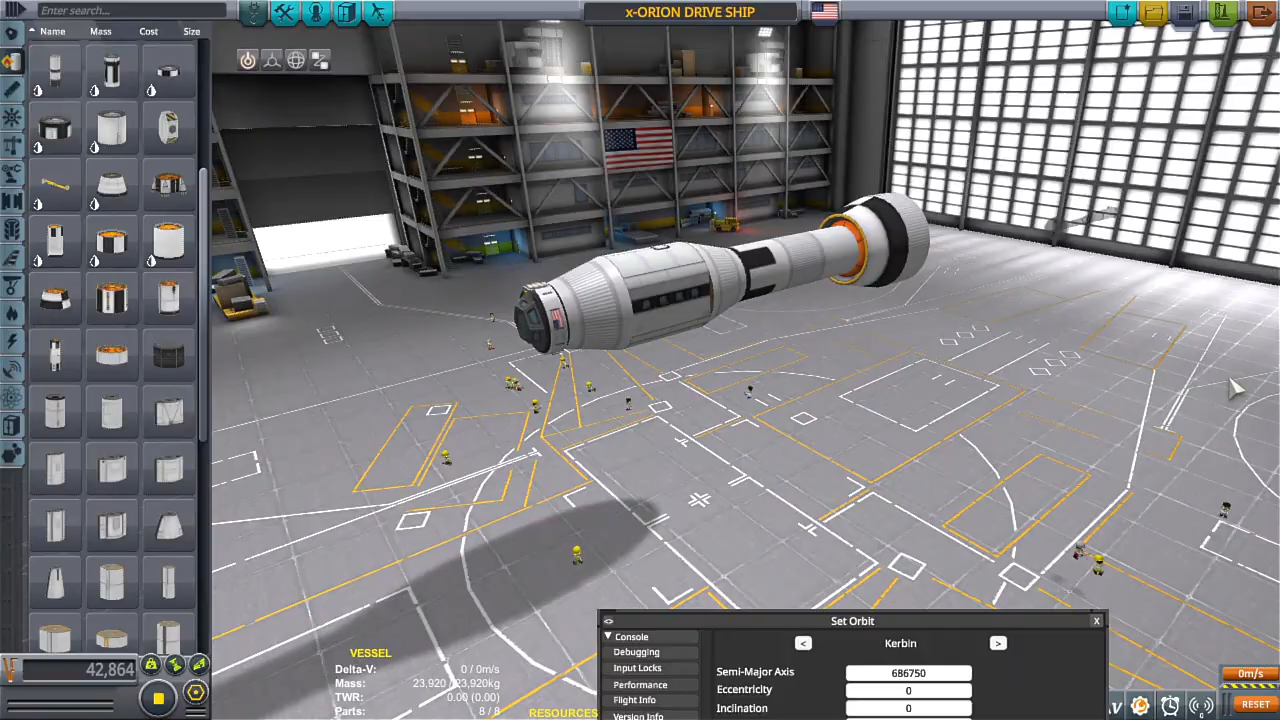 Enter search...
x-ORION DRIVE SHIP
Name Mass Cost Size
42,864
VESSEL
Delta-V: 0 / 0m/s
Mass: 23,920 / 23,920kg
TWR: 0.00 (0.00)
Parts: 8 / 8
RESOURCES
Set Orbit
X
Console
Debugging
Input Locks
Performance
Flight Info
Version Info
< Kerbin >
Semi-Major Axis 686750
Eccentricity 0
Inclination 0
0m/s
RESET